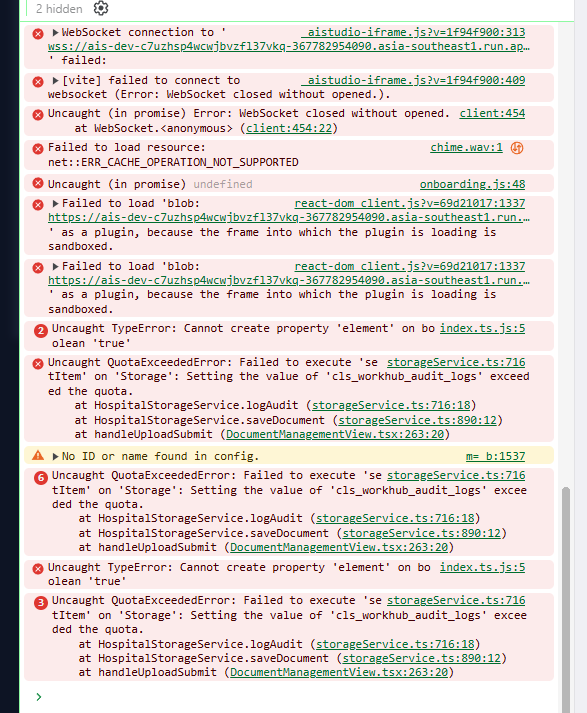 2 hidden
WebSocket connection to ' _aistudio-iframe.js?v=1f94f900:313
wss://ais-dev-c7uzhsp4wcwjbvzfl37vkq-367782954090.asia-southeast1.run.ap…
' failed:
[vite] failed to connect to _aistudio-iframe.js?v=1f94f900:409
websocket (Error: WebSocket closed without opened.).
Uncaught (in promise) Error: WebSocket closed without opened. client:454
at WebSocket.<anonymous> (client:454:22)
Failed to load resource: chime.wav:1
net::ERR_CACHE_OPERATION_NOT_SUPPORTED
Uncaught (in promise) undefined onboarding.js:48
Failed to load 'blob: react-dom_client.js?v=69d21017:1337
https://ais-dev-c7uzhsp4wcwjbvzfl37vkq-367782954090.asia-southeast1.run.…
' as a plugin, because the frame into which the plugin is loading is
sandboxed.
Failed to load 'blob: react-dom_client.js?v=69d21017:1337
https://ais-dev-c7uzhsp4wcwjbvzfl37vkq-367782954090.asia-southeast1.run.…
' as a plugin, because the frame into which the plugin is loading is
sandboxed.
2 Uncaught TypeError: Cannot create property 'element' on bo index.ts.js:5
olean 'true'
Uncaught QuotaExceededError: Failed to execute 'se storageService.ts:716
tItem' on 'Storage': Setting the value of 'cls_workhub_audit_logs' exceed
ed the quota.
at HospitalStorageService.logAudit (storageService.ts:716:18)
at HospitalStorageService.saveDocument (storageService.ts:890:12)
at handleUploadSubmit (DocumentManagementView.tsx:263:20)
No ID or name found in config. m=_b:1537
6 Uncaught QuotaExceededError: Failed to execute 'se storageService.ts:716
tItem' on 'Storage': Setting the value of 'cls_workhub_audit_logs' excee
ded the quota.
at HospitalStorageService.logAudit (storageService.ts:716:18)
at HospitalStorageService.saveDocument (storageService.ts:890:12)
at handleUploadSubmit (DocumentManagementView.tsx:263:20)
Uncaught TypeError: Cannot create property 'element' on bo index.ts.js:5
olean 'true'
3 Uncaught QuotaExceededError: Failed to execute 'se storageService.ts:716
tItem' on 'Storage': Setting the value of 'cls_workhub_audit_logs' excee
ded the quota.
at HospitalStorageService.logAudit (storageService.ts:716:18)
at HospitalStorageService.saveDocument (storageService.ts:890:12)
at handleUploadSubmit (DocumentManagementView.tsx:263:20)